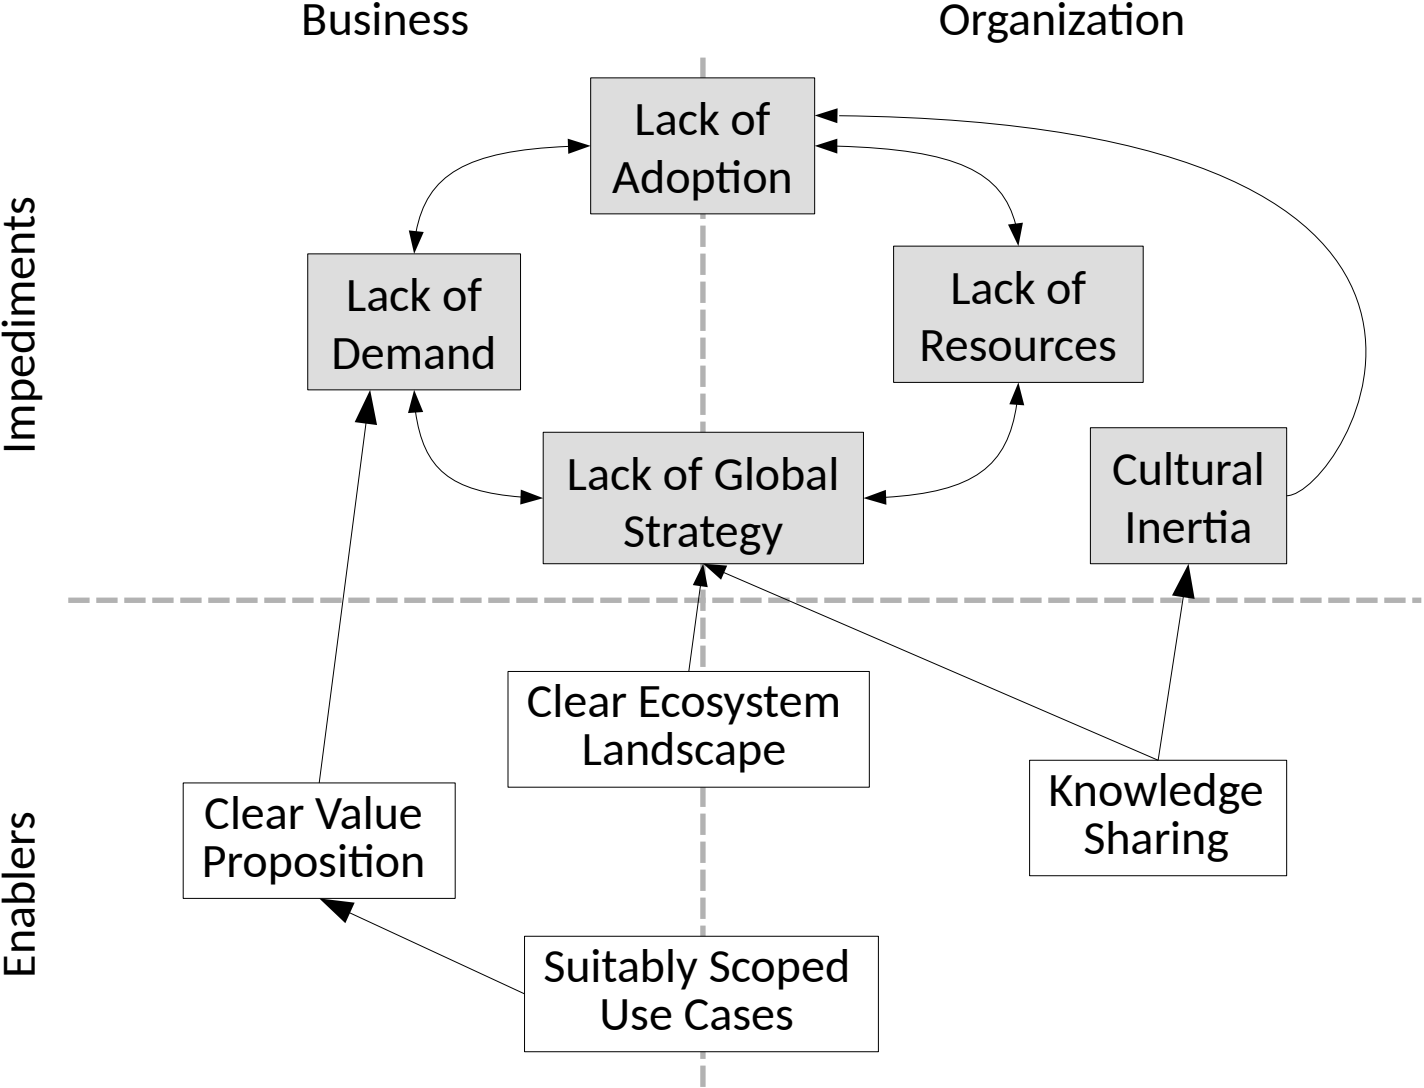 Business
Organization
Impediments
Lack of
Adoption
Lack of
Demand
Lack of
Resources
Lack of Global
Strategy
Cultural
Inertia
Enablers
Clear Ecosystem
Landscape
Clear Value
Proposition
Knowledge
Sharing
Suitably Scoped
Use Cases